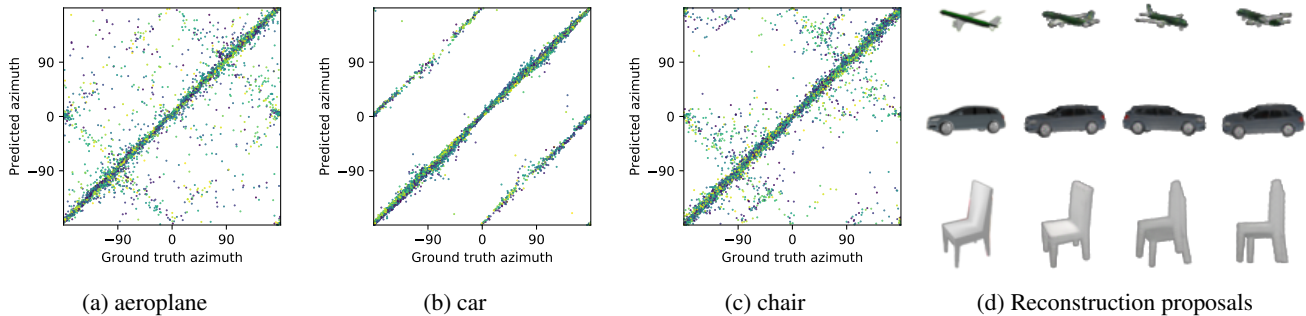 Predicted azimuth
90
0
−90
−90
0
90
Ground truth azimuth
(a) aeroplane
Predicted azimuth
90
0
−90
−90
0
90
Ground truth azimuth
(b) car
Predicted azimuth
90
0
−90
−90
0
90
Ground truth azimuth
(c) chair
(d) Reconstruction proposals